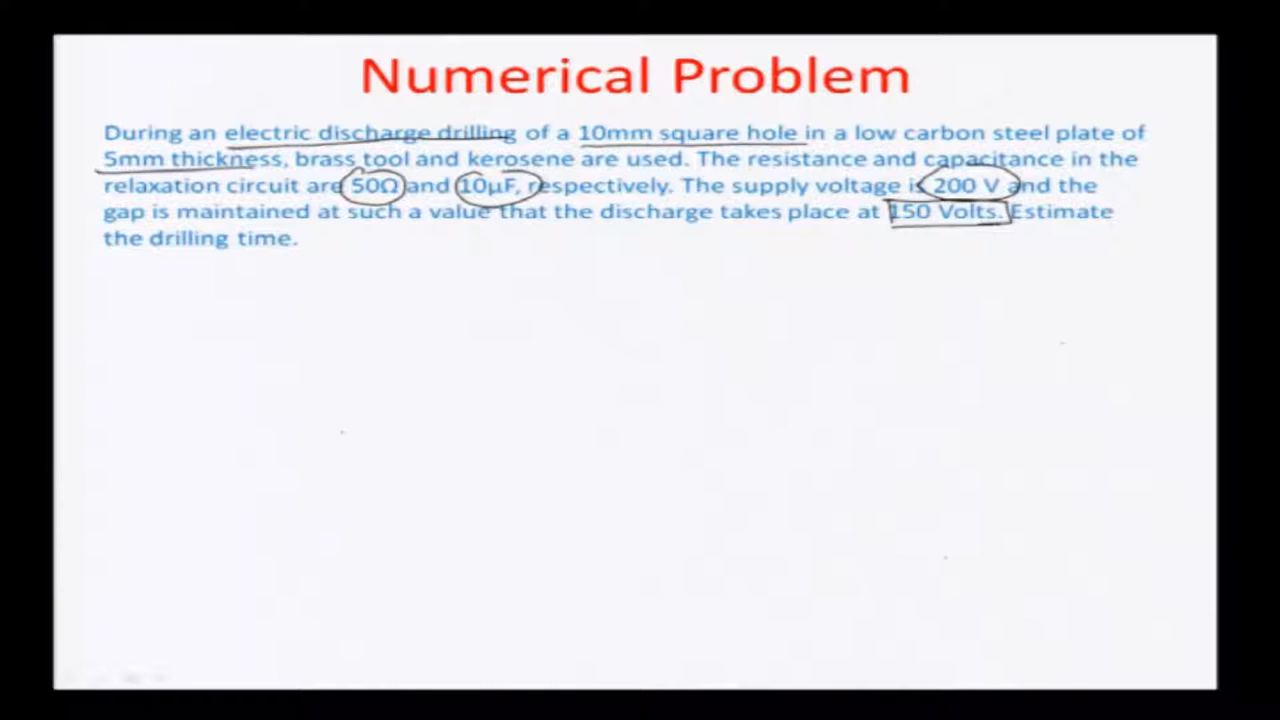 Numerical Problem
During an electric discharge drilling of a 10mm square hole in a low carbon steel plate of
5mm thickness, brass tool and kerosene are used. The resistance and capacitance in the
relaxation circuit are 50Ω and 10μF, respectively. The supply voltage is 200 V and the
gap is maintained at such a value that the discharge takes place at 150 Volts. Estimate
the drilling time.